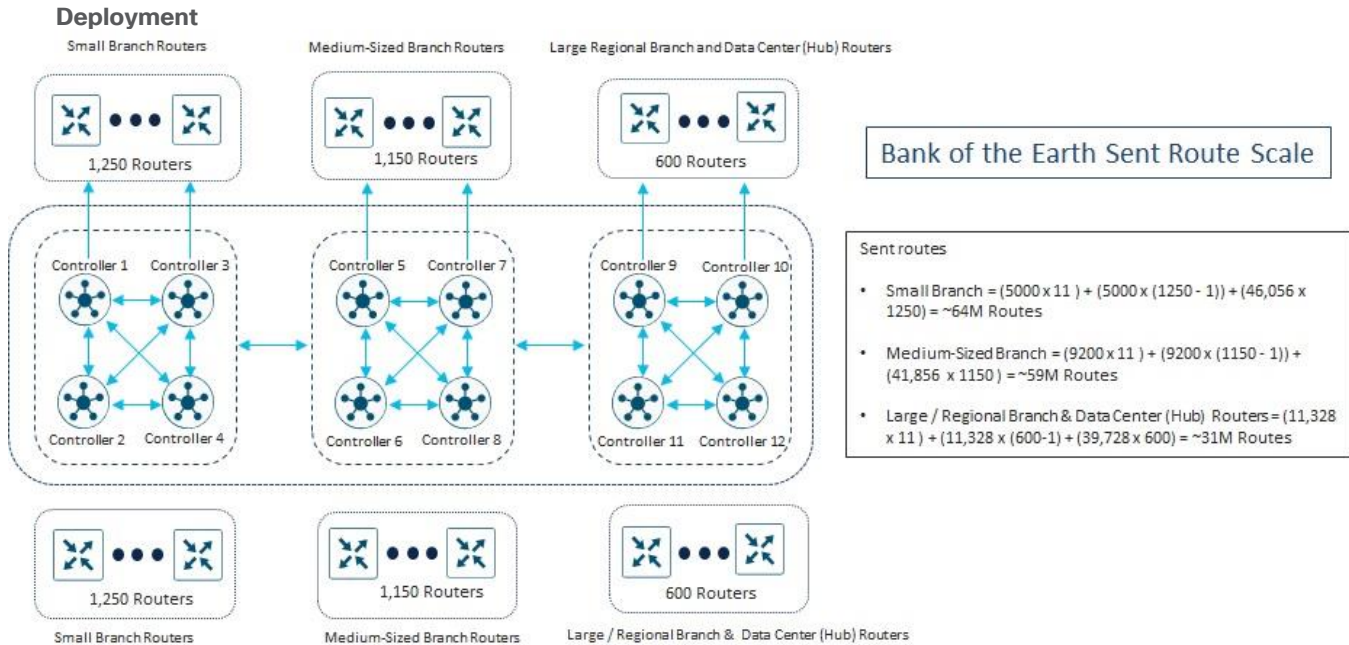 Deployment
Small Branch Routers
Medium-Sized Branch Routers
Large Regional Branch and Data Center (Hub) Routers
1,250 Routers
1,150 Routers
600 Routers
Bank of the Earth Sent Route Scale
Controller 1
Controller 3
Controller 5
Controller 7
Controller 9
Controller 10
Controller 2
Controller 4
Controller 6
Controller 8
Controller 11
Controller 12
Sent routes
• Small Branch = (5000 x 11 ) + (5000 x (1250 - 1)) + (46,056 x
1250) = ~64M Routes
• Medium-Sized Branch = (9200 x 11 ) + (9200 x (1150 - 1)) +
(41,856 x 1150 ) = ~59M Routes
• Large / Regional Branch & Data Center (Hub) Routers = (11,328
x 11 ) + (11,328 x (600-1) + (39,728 x 600) = ~31M Routes
1,250 Routers
1,150 Routers
600 Routers
Small Branch Routers
Medium-Sized Branch Routers
Large / Regional Branch & Data Center (Hub) Routers